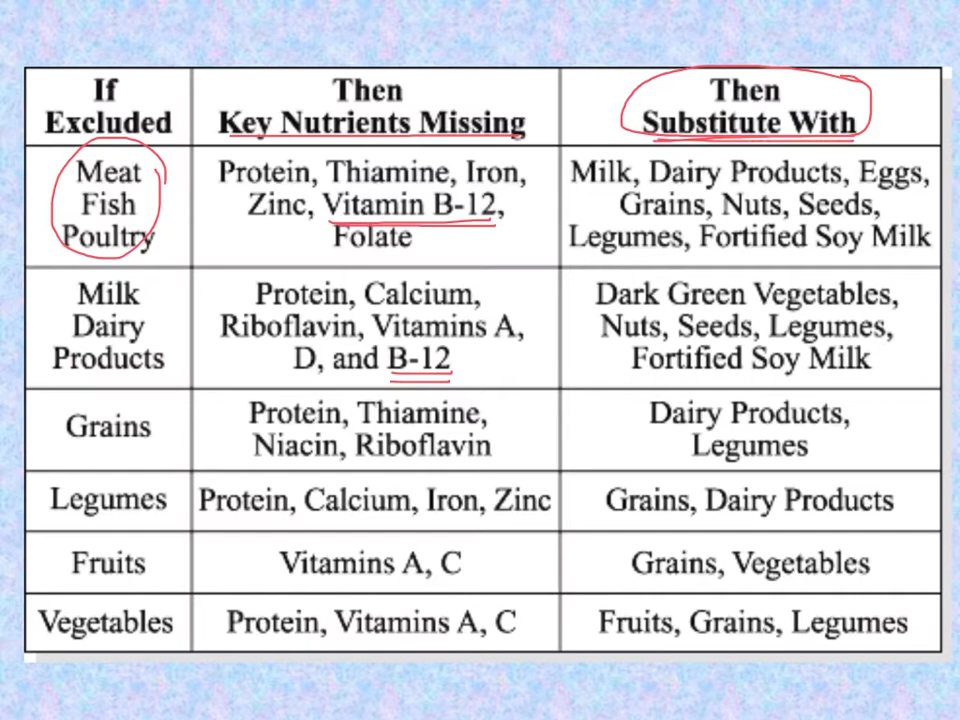 If
Excluded
Then
Key Nutrients Missing
Then
Substitute With
Meat
Fish
Poultry
Protein, Thiamine, Iron,
Zinc, Vitamin B-12,
Folate
Milk, Dairy Products, Eggs,
Grains, Nuts, Seeds,
Legumes, Fortified Soy Milk
Milk
Dairy
Products
Protein, Calcium,
Riboflavin, Vitamins A,
D, and B-12
Dark Green Vegetables,
Nuts, Seeds, Legumes,
Fortified Soy Milk
Grains
Protein, Thiamine,
Niacin, Riboflavin
Dairy Products,
Legumes
Legumes
Protein, Calcium, Iron, Zinc
Grains, Dairy Products
Fruits
Vitamins A, C
Grains, Vegetables
Vegetables
Protein, Vitamins A, C
Fruits, Grains, Legumes